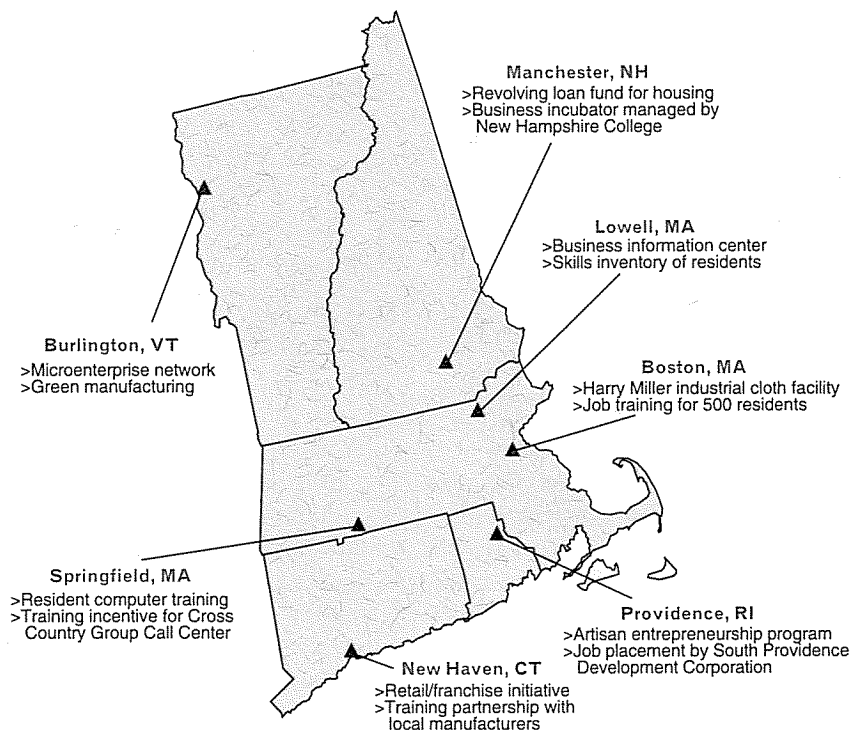 Manchester, NH
>Revolving loan fund for housing
>Business incubator managed by
New Hampshire College
Lowell, MA
>Business information center
>Skills inventory of residents
Burlington, VT
>Microenterprise network
>Green manufacturing
Boston, MA
>Harry Miller industrial cloth facility
>Job training for 500 residents
Springfield, MA
>Resident computer training
>Training incentive for Cross
Country Group Call Center
Providence, RI
>Artisan entrepreneurship program
>Job placement by South Providence
Development Corporation
New Haven, CT
>Retail/franchise initiative
>Training partnership with
local manufacturers